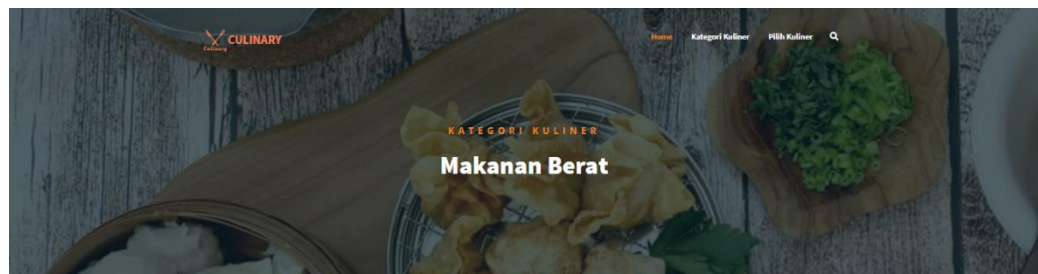 CULINARY
Culinary
Home Kategori Kuliner Pilih Kuliner
KATEGORI KULINER
Makanan Berat